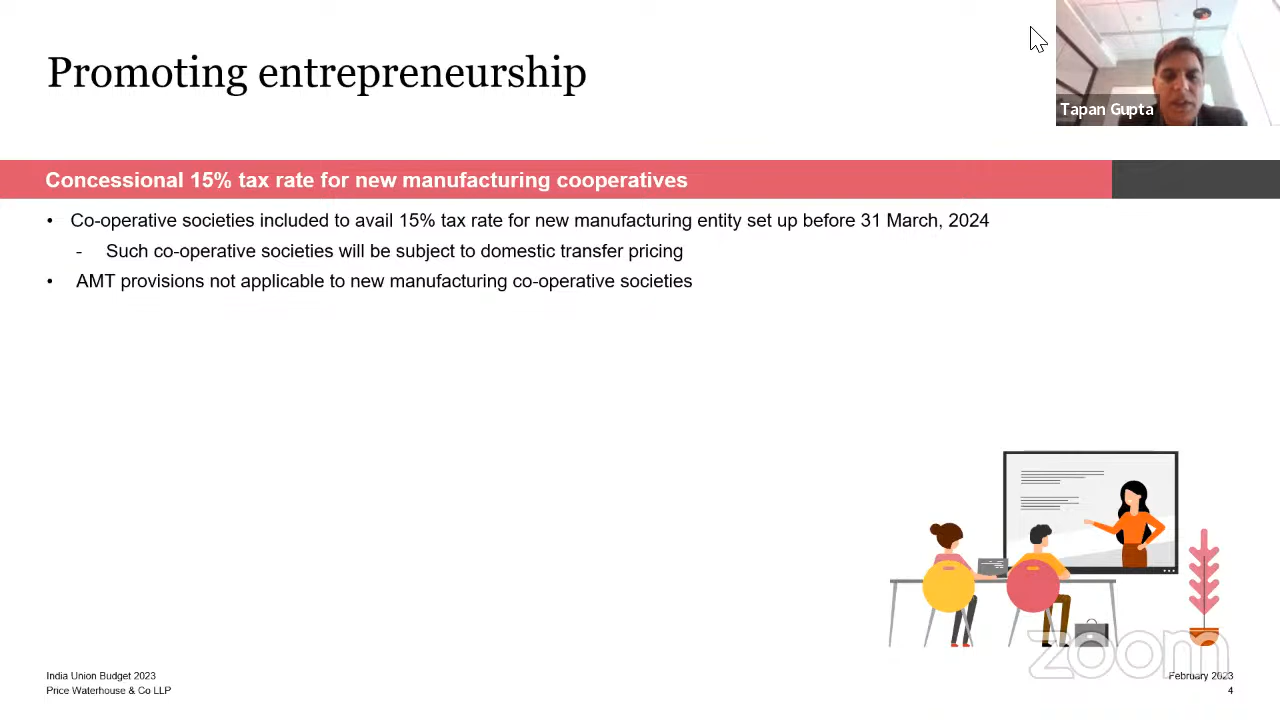 Promoting entrepreneurship
Tapan Gupta
Concessional 15% tax rate for new manufacturing cooperatives
• Co-operative societies included to avail 15% tax rate for new manufacturing entity set up before 31 March, 2024
- Such co-operative societies will be subject to domestic transfer pricing
• AMT provisions not applicable to new manufacturing co-operative societies
zoom
India Union Budget 2023
Price Waterhouse & Co LLP
February 2023
4